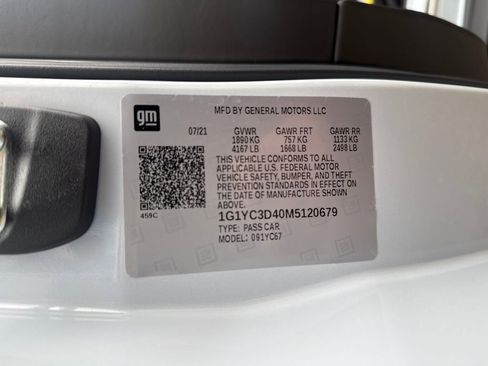 gm
MFD BY GENERAL MOTORS LLC
07/21 GVWR GAWR FRT GAWR RR
1890 KG 757 KG 1133 KG
4167 LB 1668 LB 2498 LB
THIS VEHICLE CONFORMS TO ALL
APPLICABLE U.S. FEDERAL MOTOR
VEHICLE SAFETY, BUMPER, AND THEFT
PREVENTION STANDARDS IN EFFECT ON
THE DATE OF MANUFACTURE SHOWN
ABOVE.
459C 1G1YC3D40M5120679
TYPE: PASS CAR
MODEL: 091YC67